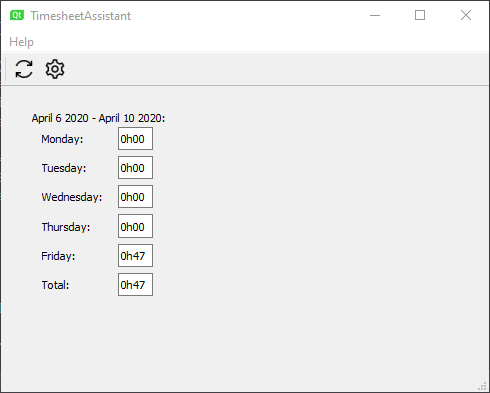 Qt TimesheetAssistant
Help
April 6 2020 - April 10 2020:
Monday: 0h00
Tuesday: 0h00
Wednesday: 0h00
Thursday: 0h00
Friday: 0h47
Total: 0h47